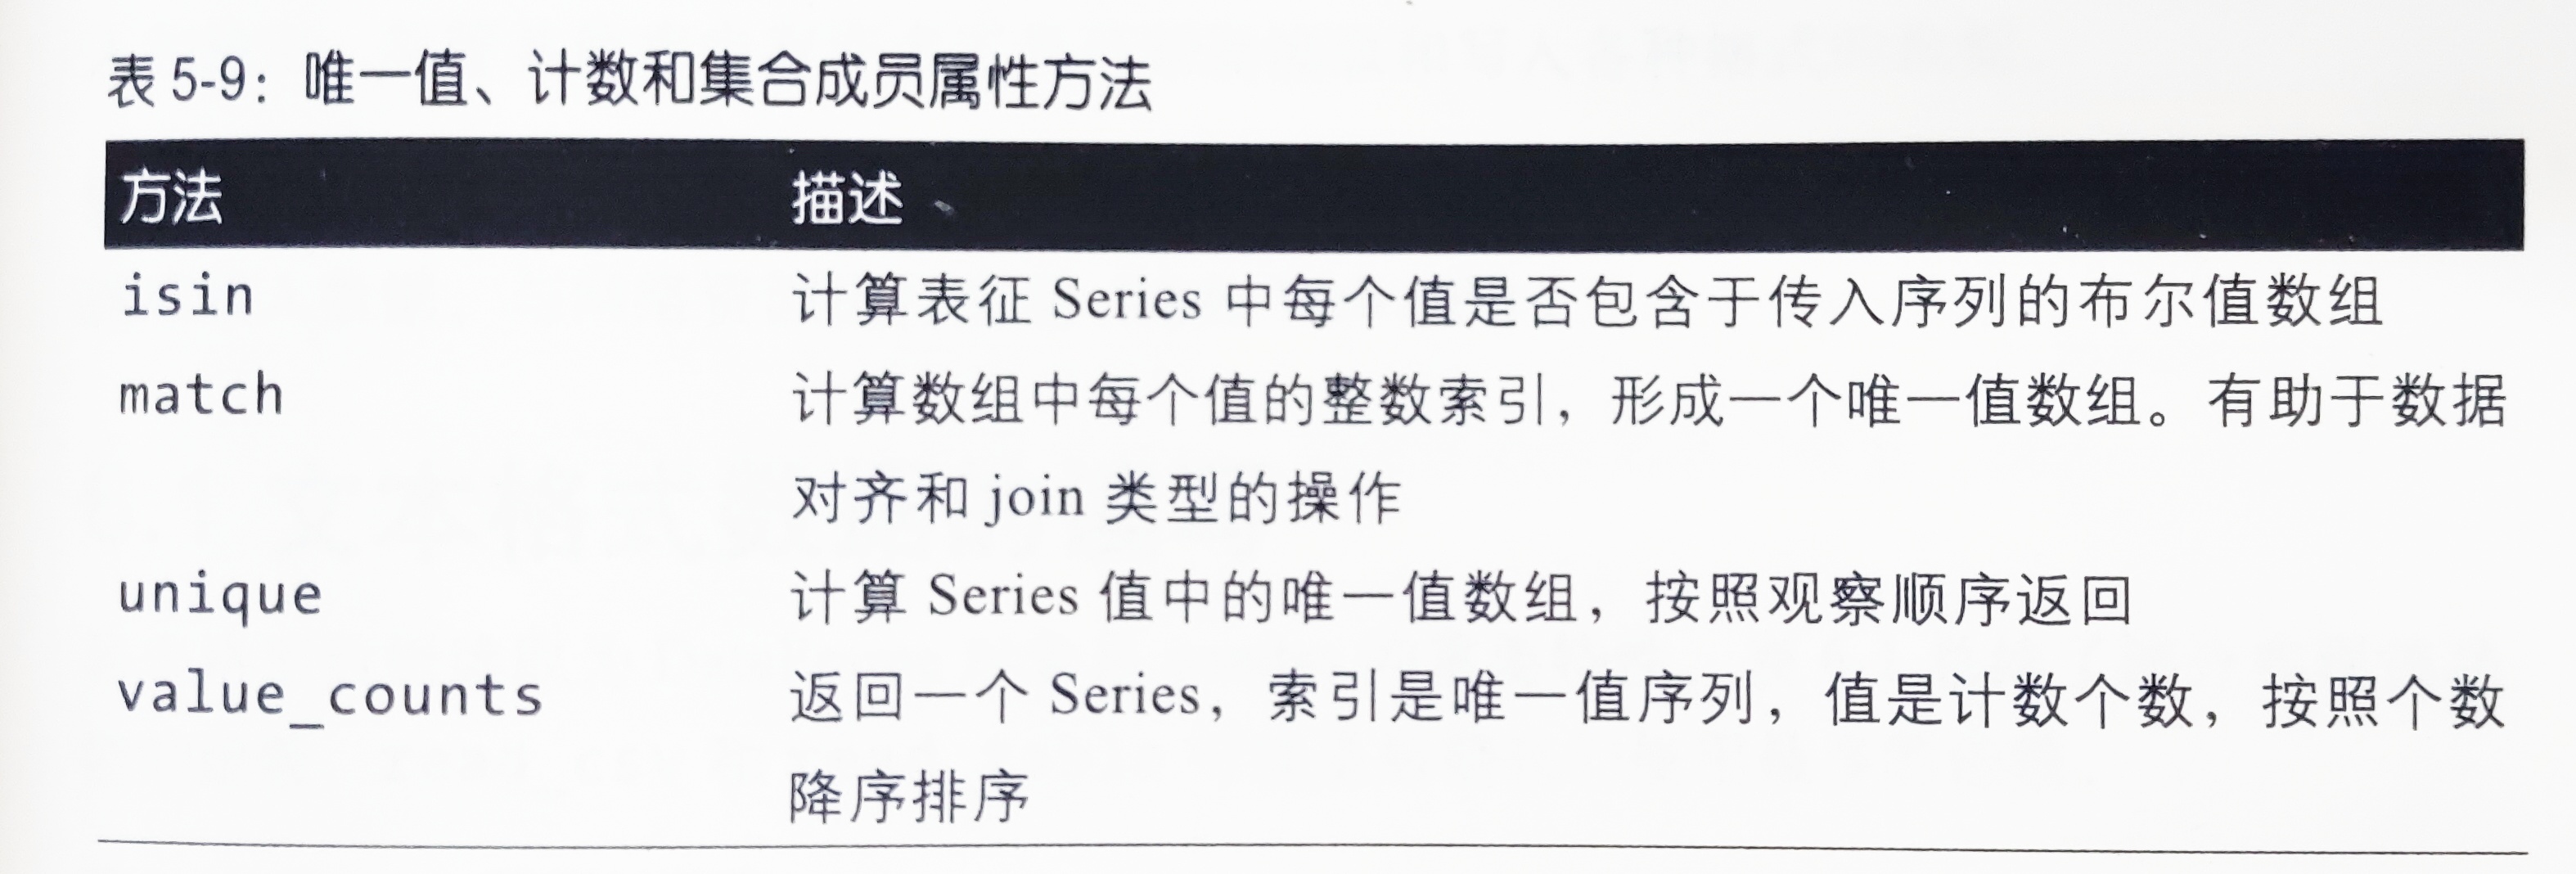 表 5-9：唯一值、计数和集合成员属性方法
方法 描述
isin 计算表征 Series 中每个值是否包含于传入序列的布尔值数组
match 计算数组中每个值的整数索引，形成一个唯一值数组。有助于数据
对齐和 join 类型的操作
unique 计算 Series 值中的唯一值数组，按照观察顺序返回
value_counts 返回一个 Series，索引是唯一值序列，值是计数个数，按照个数
降序排序